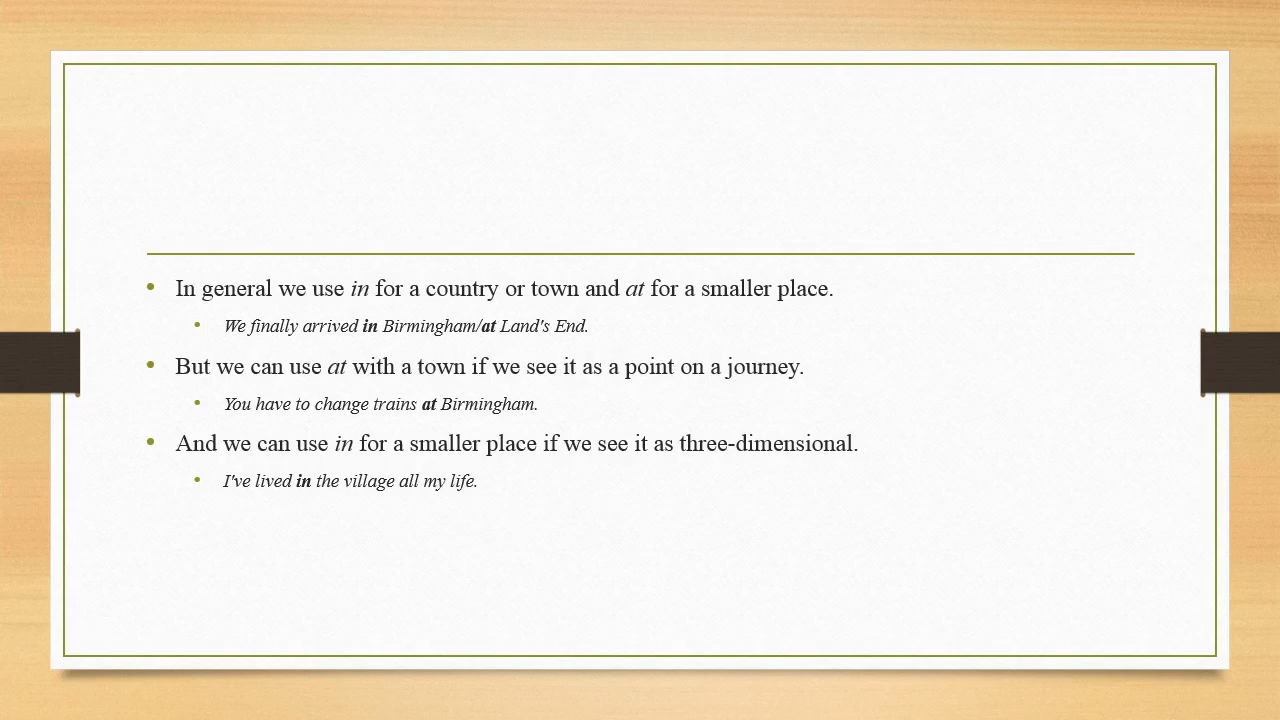 In general we use in for a country or town and at for a smaller place.
We finally arrived in Birmingham/at Land's End.
But we can use at with a town if we see it as a point on a journey.
You have to change trains at Birmingham.
And we can use in for a smaller place if we see it as three-dimensional.
I've lived in the village all my life.